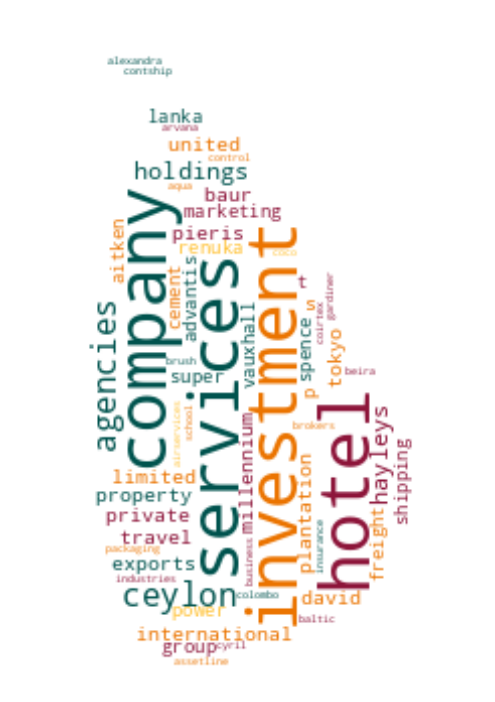 alexandra
contship
lanka
arvana
united
control
holdings
aqua
baur
marketing
company
pieris
aitken
renuka
investment
coco
services
advantis
cement
t
gardiner
s
coirtex
agencies
vauxhall
spence
tokyo
brush
super
beira
p
hotel
airservices
school
hayleys
millennium
brokers
shipping
limited
plantation
property
private
freight
insurance
travel
business
packaging
exports
industries
ceylon
colombo
david
power
baltic
international
group
cyril
assetline